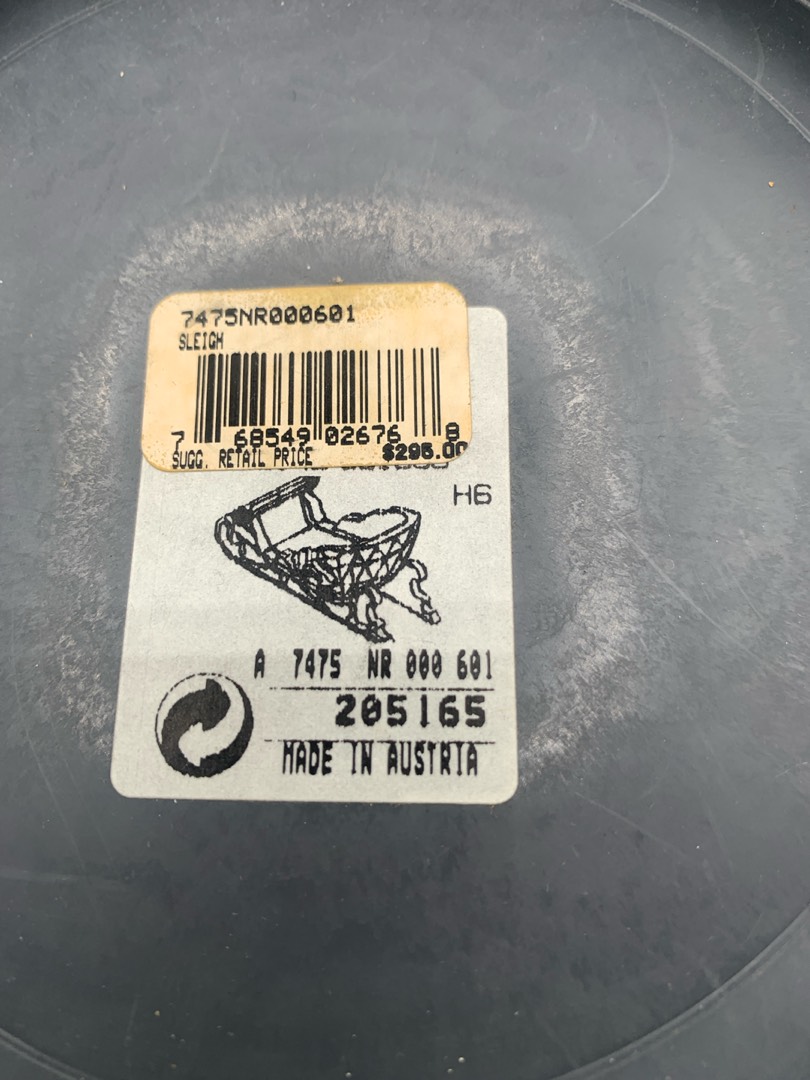 7475NR000601
SLEIGH
7 68549 02676 8
SUGG. RETAIL PRICE $295.00
H6
A 7475 NR 000 601
205165
MADE IN AUSTRIA